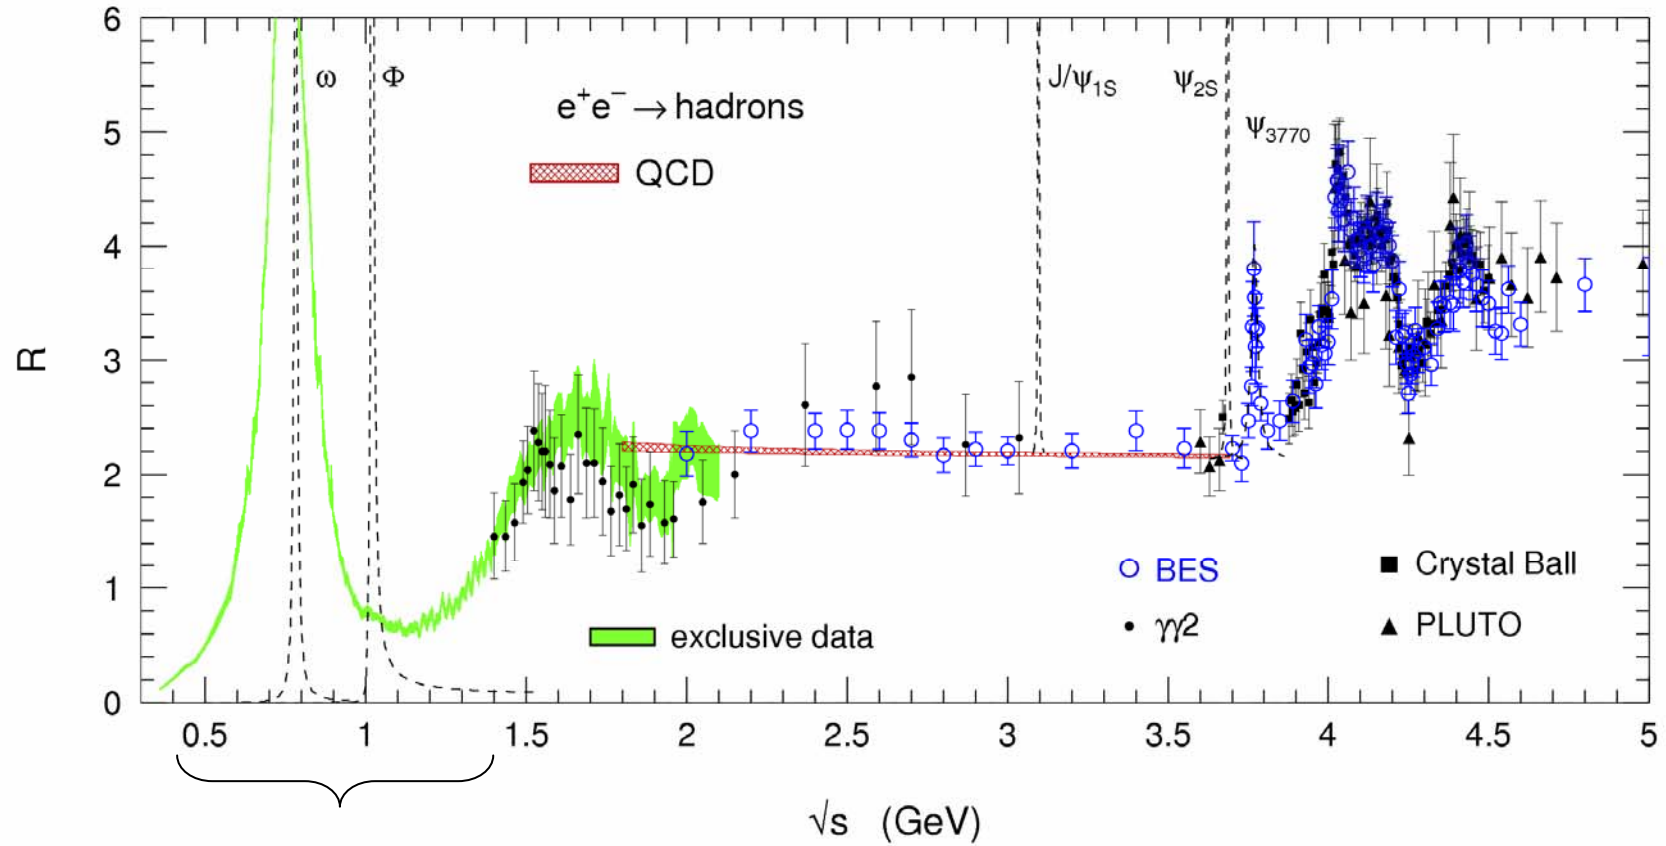 6
5
4
3
2
1
0
R
ω
Φ
e⁺e⁻ → hadrons
QCD
J/ψ1S
ψ2S
ψ3770
exclusive data
BES
γγ2
Crystal Ball
PLUTO
0.5 1 1.5 2 2.5 3 3.5 4 4.5 5
√s (GeV)